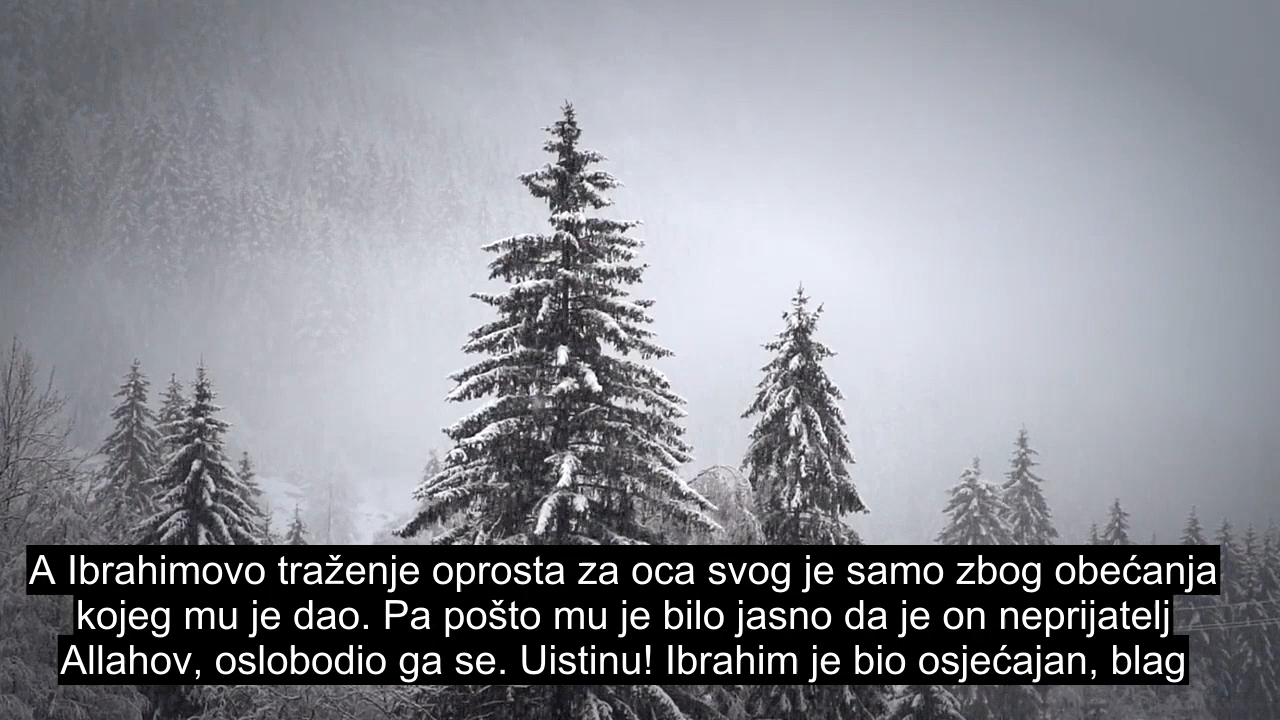 A Ibrahimovo traženje oprosta za oca svog je samo zbog obećanja
kojeg mu je dao. Pa pošto mu je bilo jasno da je on neprijatelj
Allahov, oslobodio ga se. Uistinu! Ibrahim je bio osjećajan, blag